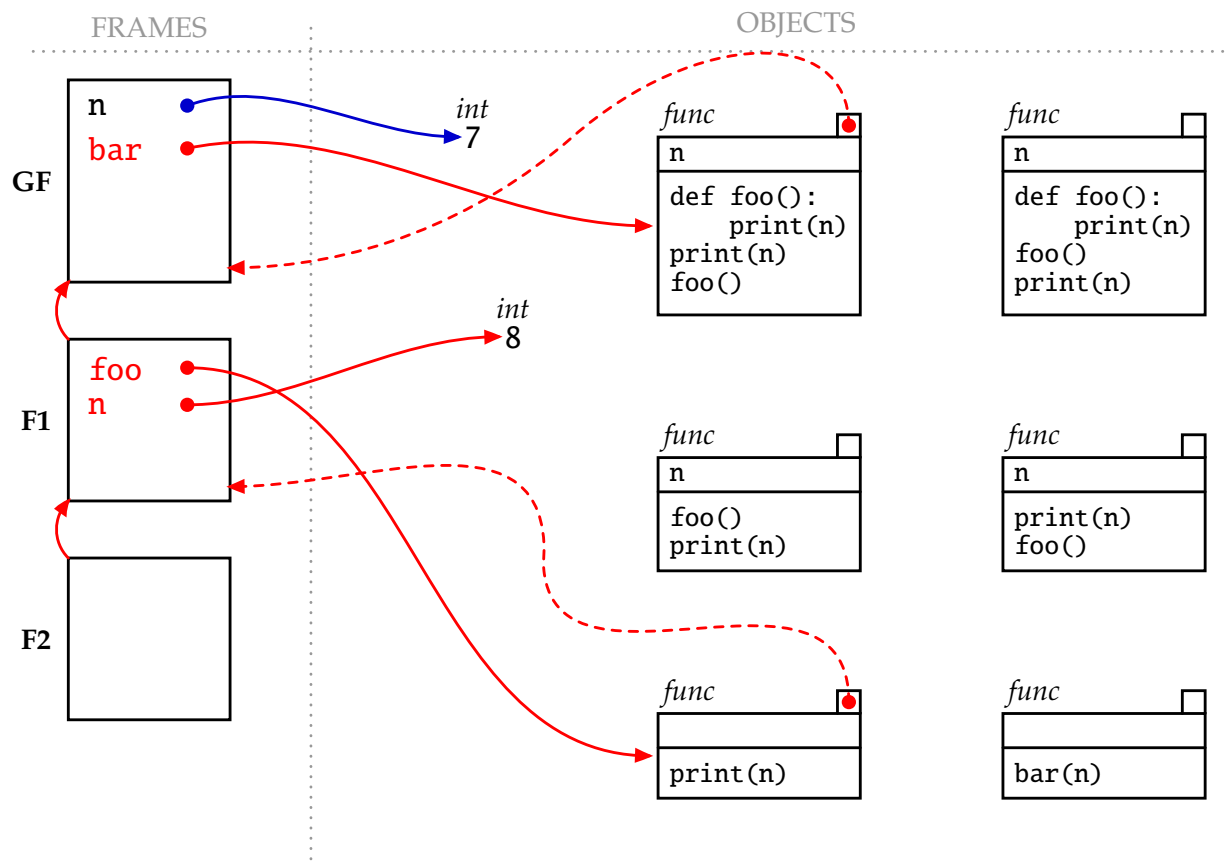 FRAMES
OBJECTS
GF
n
bar
int
7
func
n
def foo():
    print(n)
print(n)
foo()
func
n
def foo():
    print(n)
foo()
print(n)
F1
foo
n
int
8
func
n
foo()
print(n)
func
n
print(n)
foo()
F2
func
print(n)
func
bar(n)